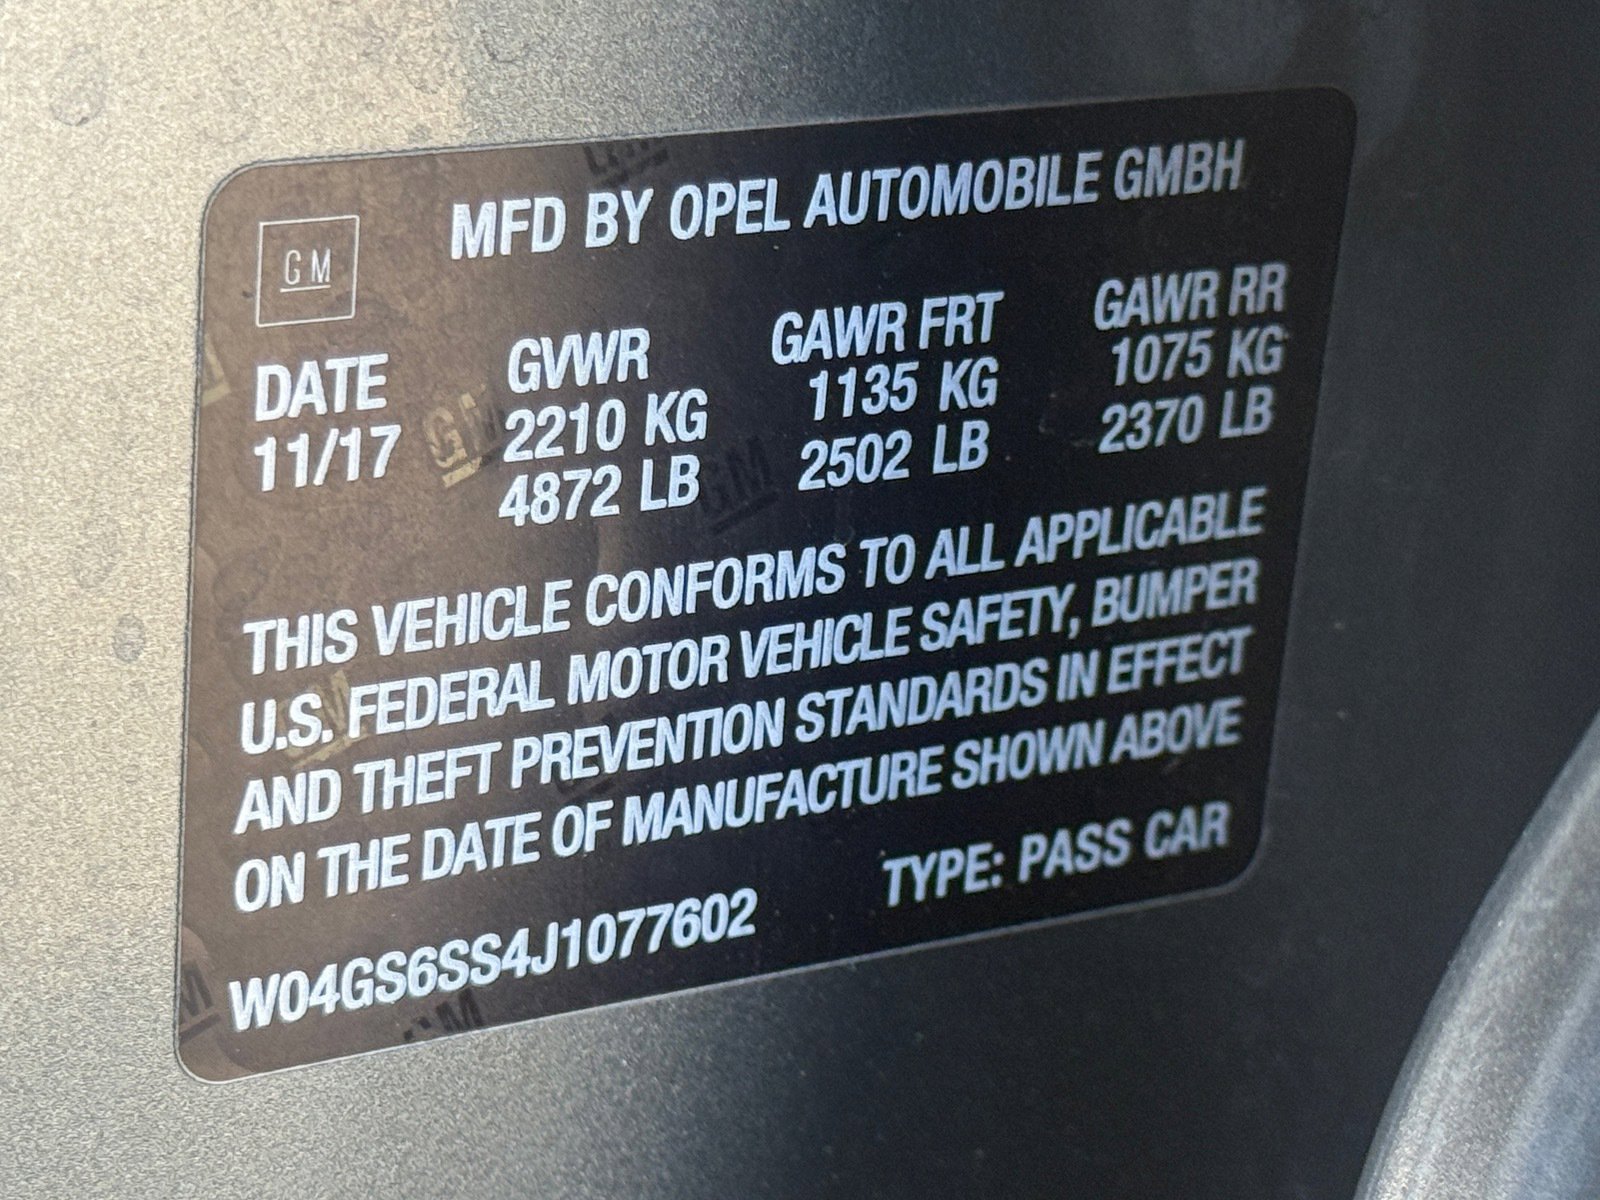 GM
MFD BY OPEL AUTOMOBILE GMBH
DATE GVWR GAWR FRT GAWR RR
11/17 2210 KG 1135 KG 1075 KG
4872 LB 2502 LB 2370 LB
THIS VEHICLE CONFORMS TO ALL APPLICABLE
U.S. FEDERAL MOTOR VEHICLE SAFETY, BUMPER
AND THEFT PREVENTION STANDARDS IN EFFECT
ON THE DATE OF MANUFACTURE SHOWN ABOVE
W04GS6SS4J1077602 TYPE: PASS CAR